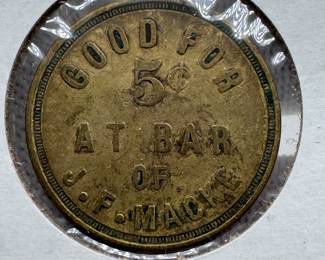 GOOD FOR
5¢
AT BAR
OF
J. F. MACKE